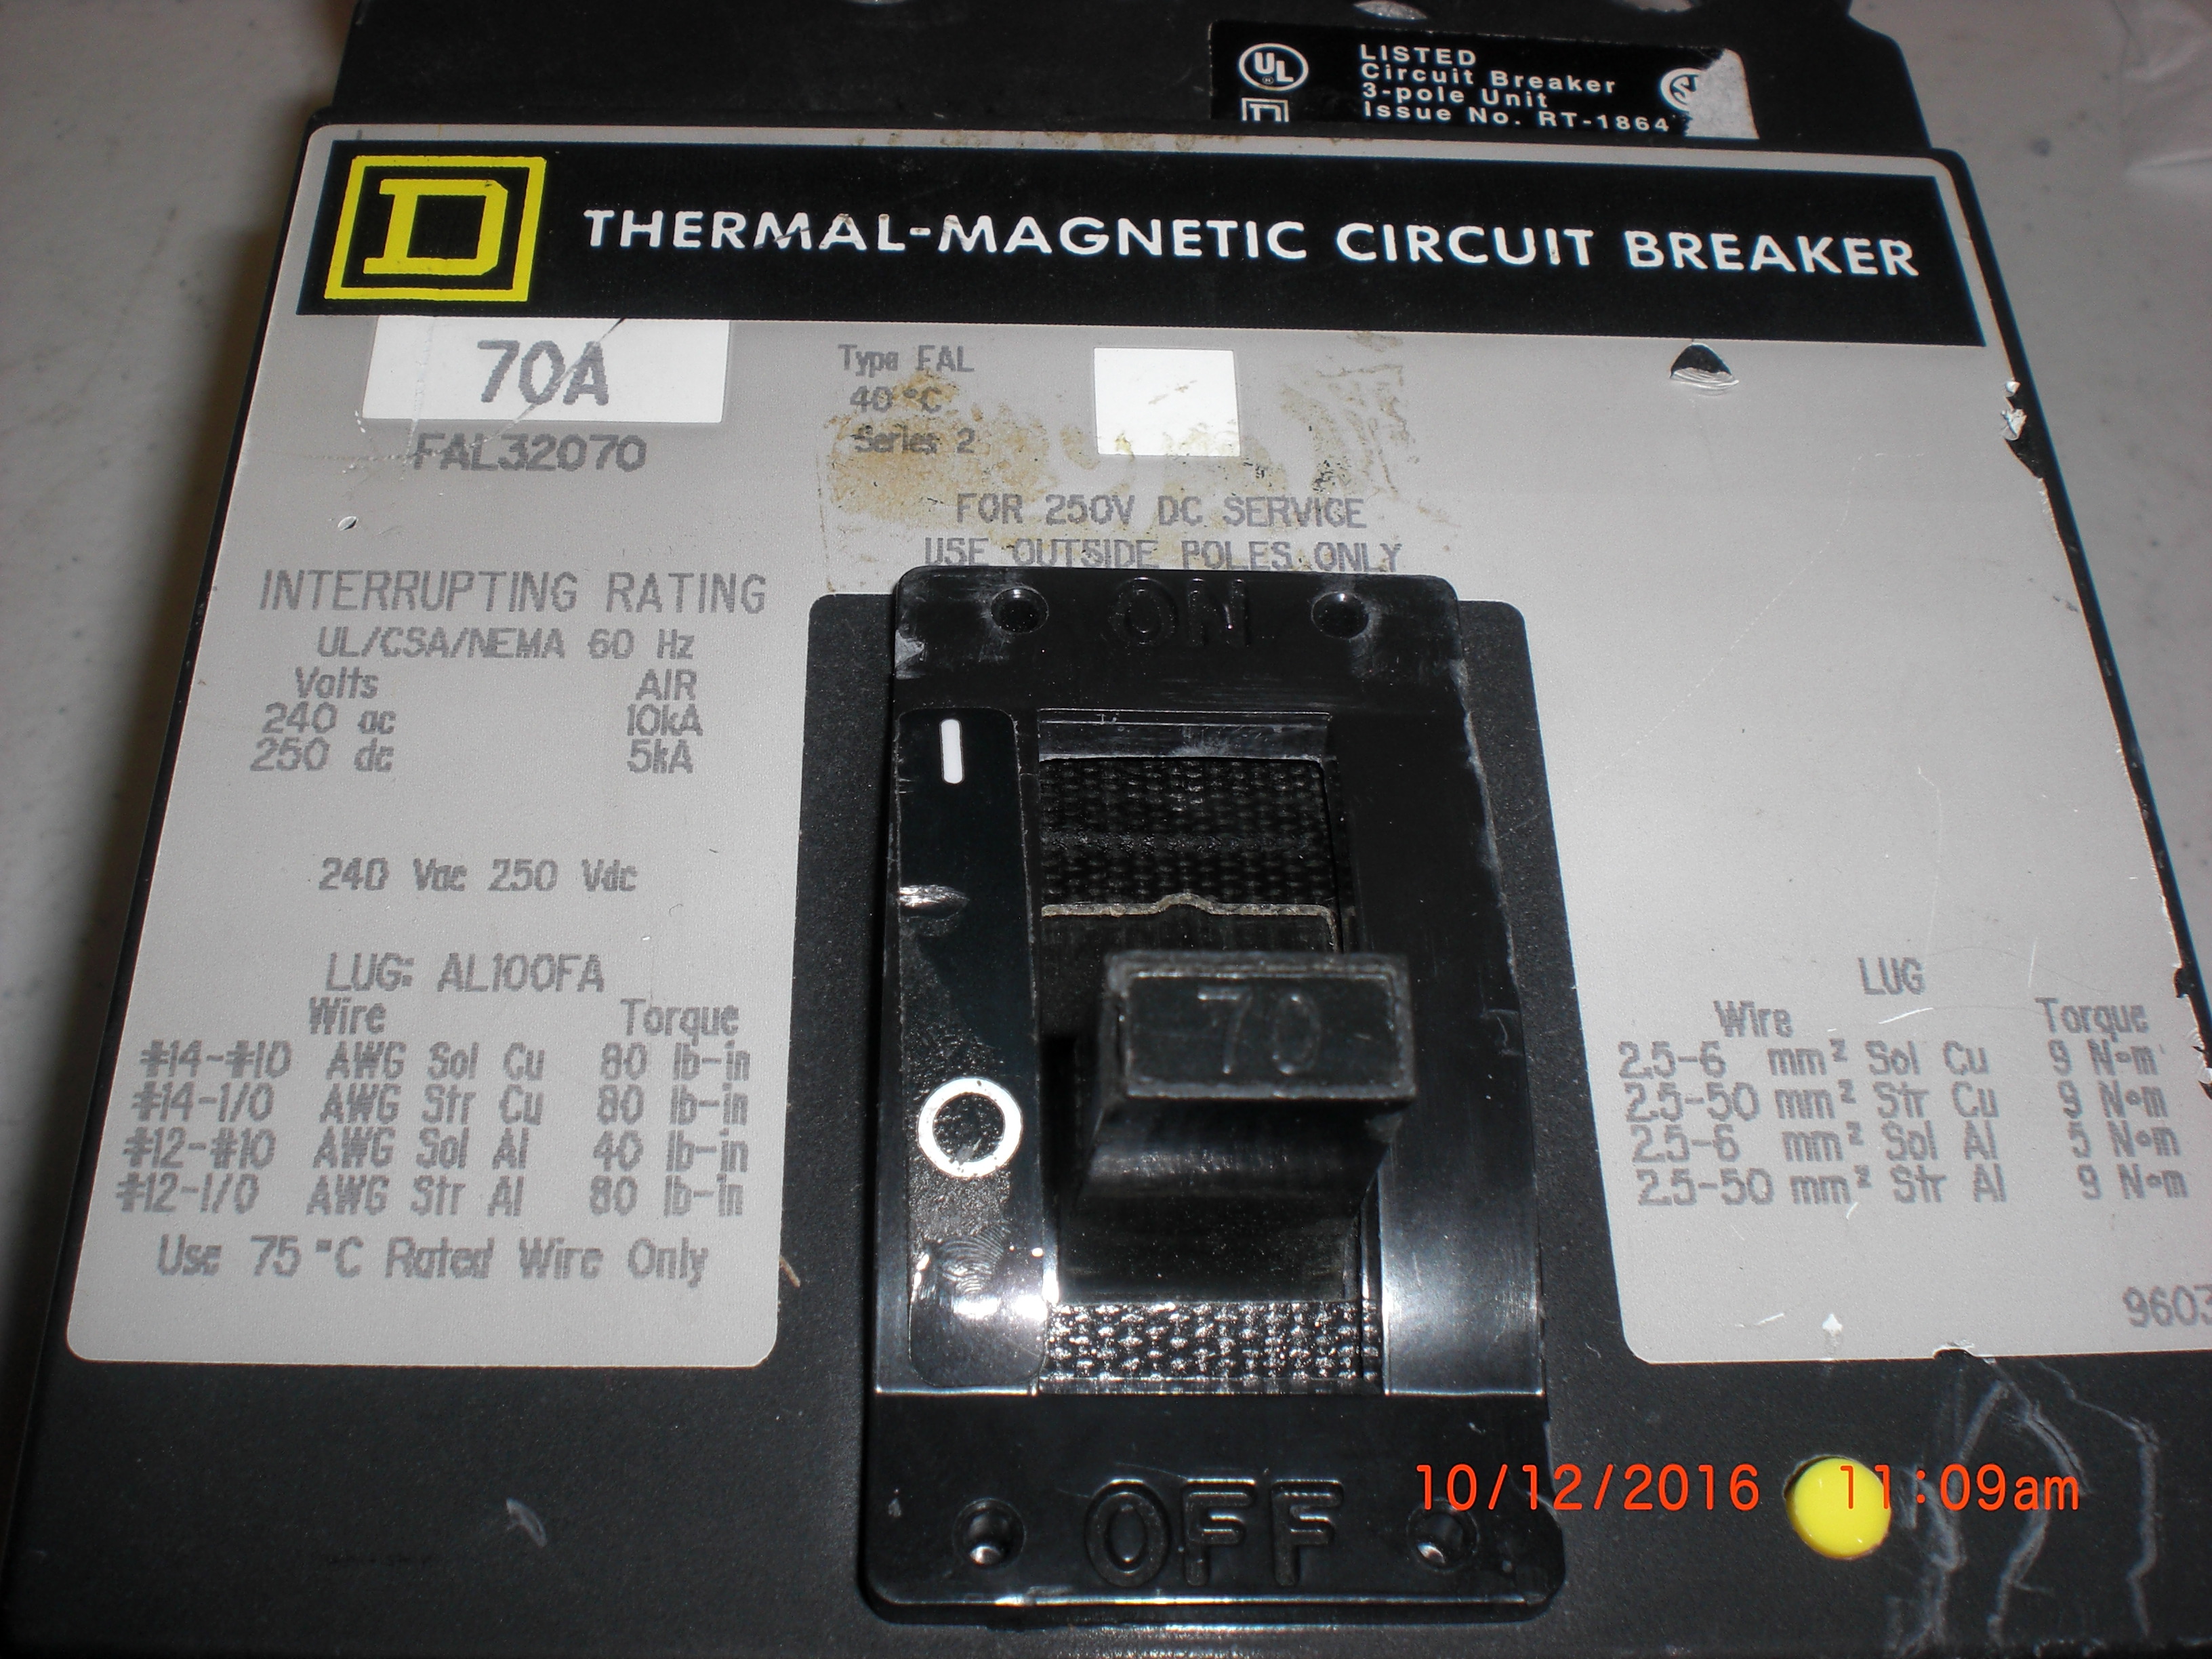 UL
LISTED
Circuit Breaker
3-pole Unit
Issue No. RT-1864
D
THERMAL-MAGNETIC CIRCUIT BREAKER
70A
FAL32070
Type FAL
40°C
Series 2
FOR 250V DC SERVICE
USE OUTSIDE POLES ONLY
INTERRUPTING RATING
UL/CSA/NEMA 60 Hz
Volts AIR
240 ac 10kA
250 dc 5kA
240 Vac 250 Vdc
LUG: AL100FA
Wire Torque
#14-#10 AWG Sol Cu 80 lb-in
#14-1/0 AWG Str Cu 80 lb-in
#12-#10 AWG Sol Al 40 lb-in
#12-1/0 AWG Str Al 80 lb-in
Use 75°C Rated Wire Only
ON
70
OFF
LUG
Wire Torque
2.5-6 mm² Sol Cu 9 N•m
2.5-50 mm² Str Cu 9 N•m
2.5-6 mm² Sol Al 5 N•m
2.5-50 mm² Str Al 9 N•m
9603
10/12/2016 11:09am